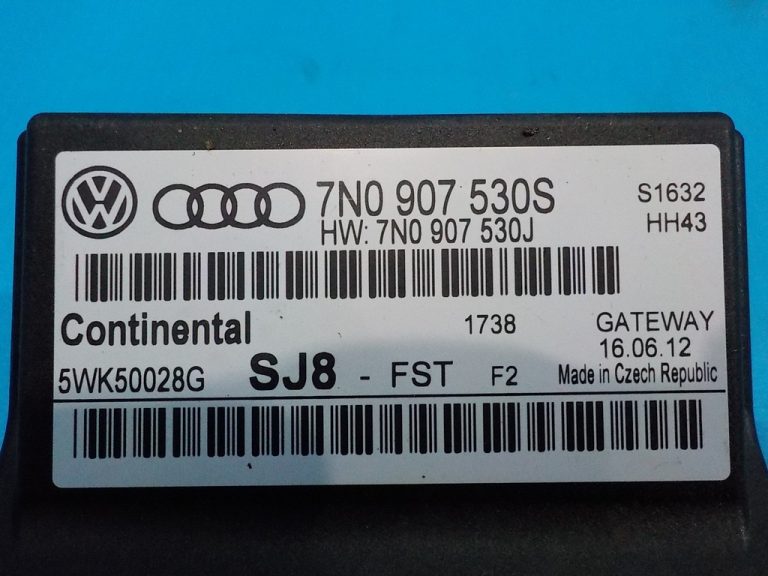 7N0 907 530S S1632
HW: 7N0 907 530J HH43
Continental 1738 GATEWAY
16.06.12
5WK50028G SJ8 - FST F2 Made in Czech Republic